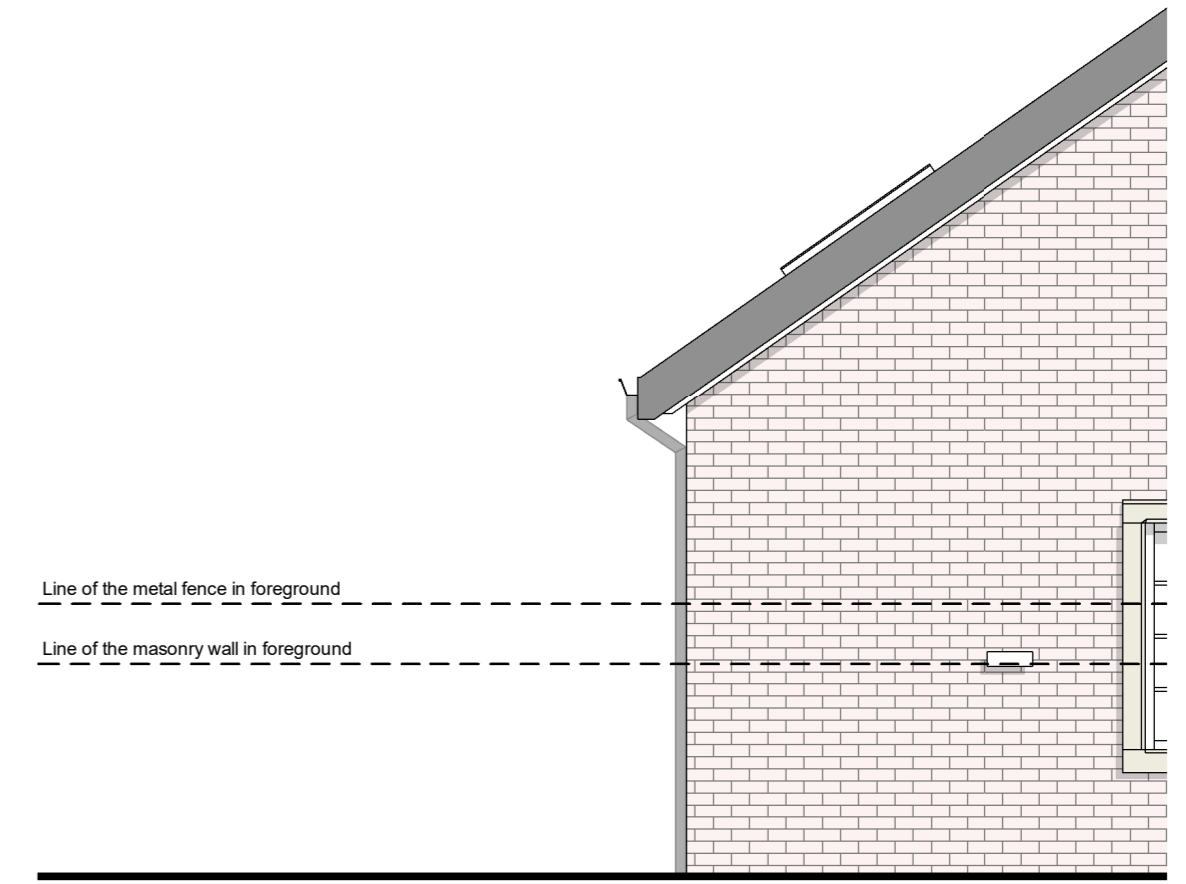 Line of the metal fence in foreground
Line of the masonry wall in foreground